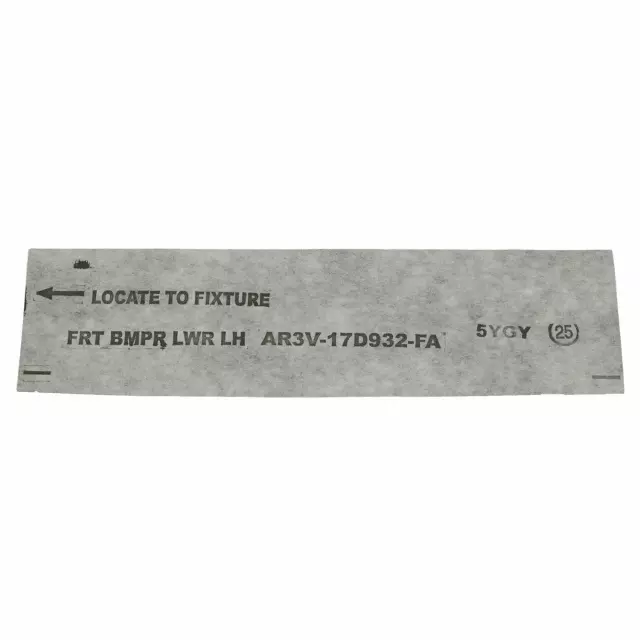 ← LOCATE TO FIXTURE
FRT BMPR LWR LH AR3V-17D932-FA 5YGY (25)